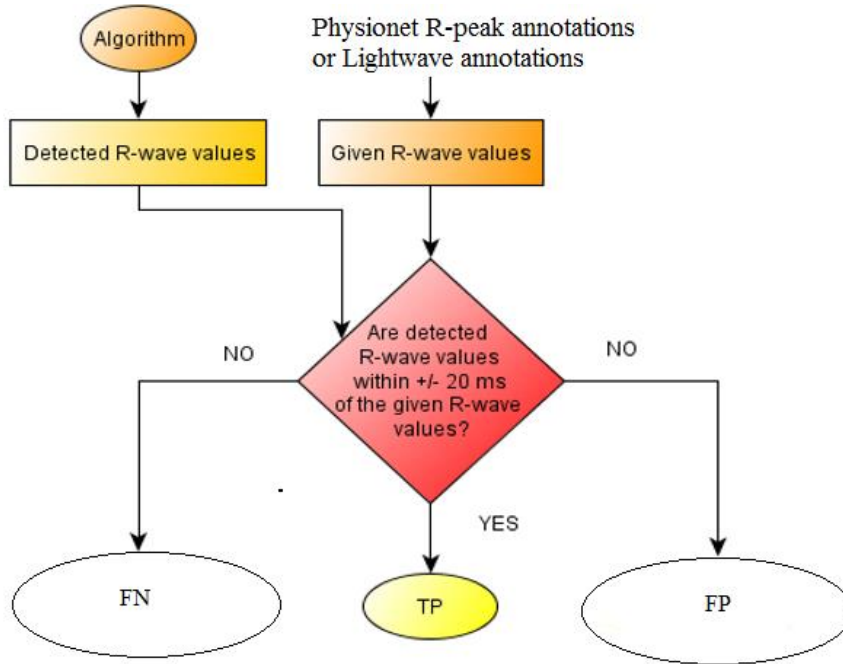 Algorithm
Physionet R-peak annotations
or Lightwave annotations
Detected R-wave values
Given R-wave values
Are detected
R-wave values
within +/- 20 ms
of the given R-wave
values?
NO
NO
YES
FN
TP
FP